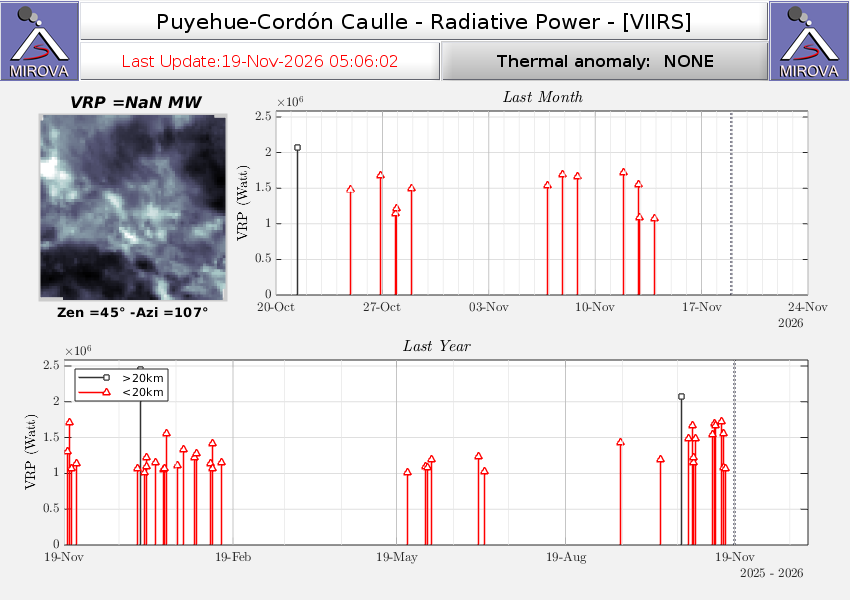 Puyehue-Cordón Caulle - Radiative Power - [VIIRS]
MIROVA
Last Update:19-Nov-2026 05:06:02
Thermal anomaly: NONE
MIROVA
VRP =NaN MW
Zen =45° -Azi =107°
Last Month
×10⁶
VRP (Watt)
2.5
2
1.5
1
0.5
0
20-Oct 27-Oct 03-Nov 10-Nov 17-Nov 24-Nov
2026
Last Year
×10⁶
VRP (Watt)
2.5
2
1.5
1
0.5
0
>20km
<20km
19-Nov 19-Feb 19-May 19-Aug 19-Nov
2025 - 2026